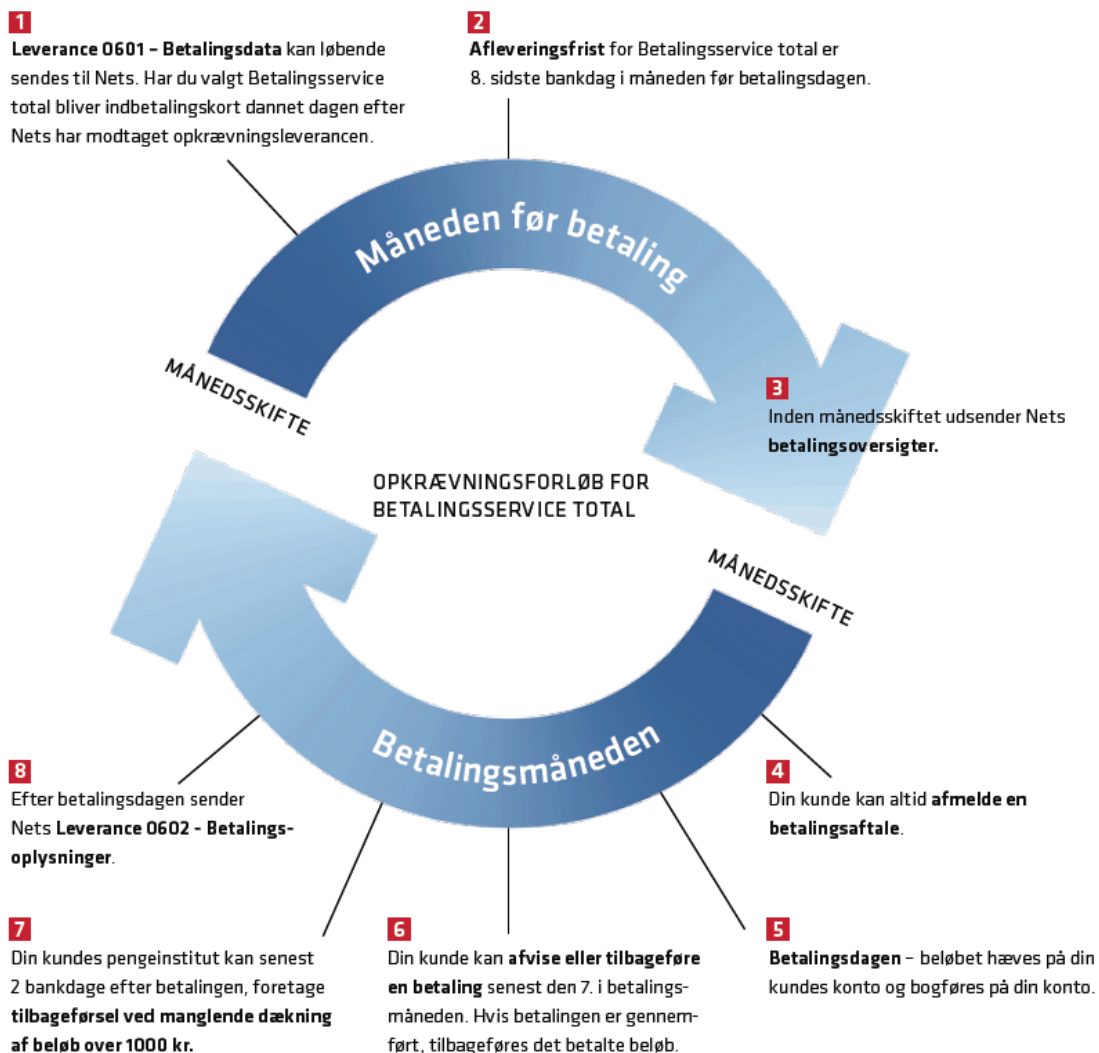 1
Leverance 0601 – Betalingsdata kan løbende
sendes til Nets. Har du valgt Betalingsservice
total bliver indbetalingskort dannet dagen efter
Nets har modtaget opkrævningsleverancen.
2
Afleveringsfrist for Betalingsservice total er
8. sidste bankdag i måneden før betalingsdagen.
Måneden før betaling
MÅNEDSSKIFTE
3
Inden månedsskiftet udsender Nets
betalingsoversigter.
OPKRÆVNINGSFORLØB FOR
BETALINGSSERVICE TOTAL
MÅNEDSSKIFTE
Betalingsmåneden
4
Din kunde kan altid afmelde en
betalingsaftale.
5
Betalingsdagen – beløbet hæves på din
kundes konto og bogføres på din konto.
6
Din kunde kan afvise eller tilbageføre
en betaling senest den 7. i betalings-
måneden. Hvis betalingen er gennem-
ført, tilbageføres det betalte beløb.
7
Din kundes pengeinstitut kan senest
2 bankdage efter betalingen, foretage
tilbageførsel ved manglende dækning
af beløb over 1000 kr.
8
Efter betalingsdagen sender
Nets Leverance 0602 - Betalings-
oplysninger.